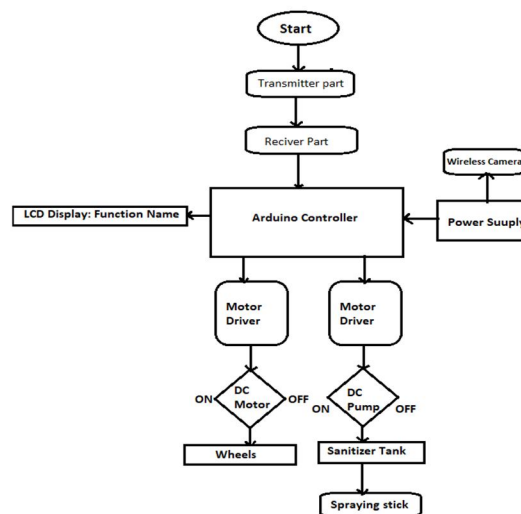 Start
Transmitter part
Reciver Part
Wireless Camera
LCD Display: Function Name
Arduino Controller
Power Suuply
Motor
Driver
Motor
Driver
ON
DC
Motor
OFF
ON
DC
Pump
OFF
Wheels
Sanitizer Tank
Spraying stick